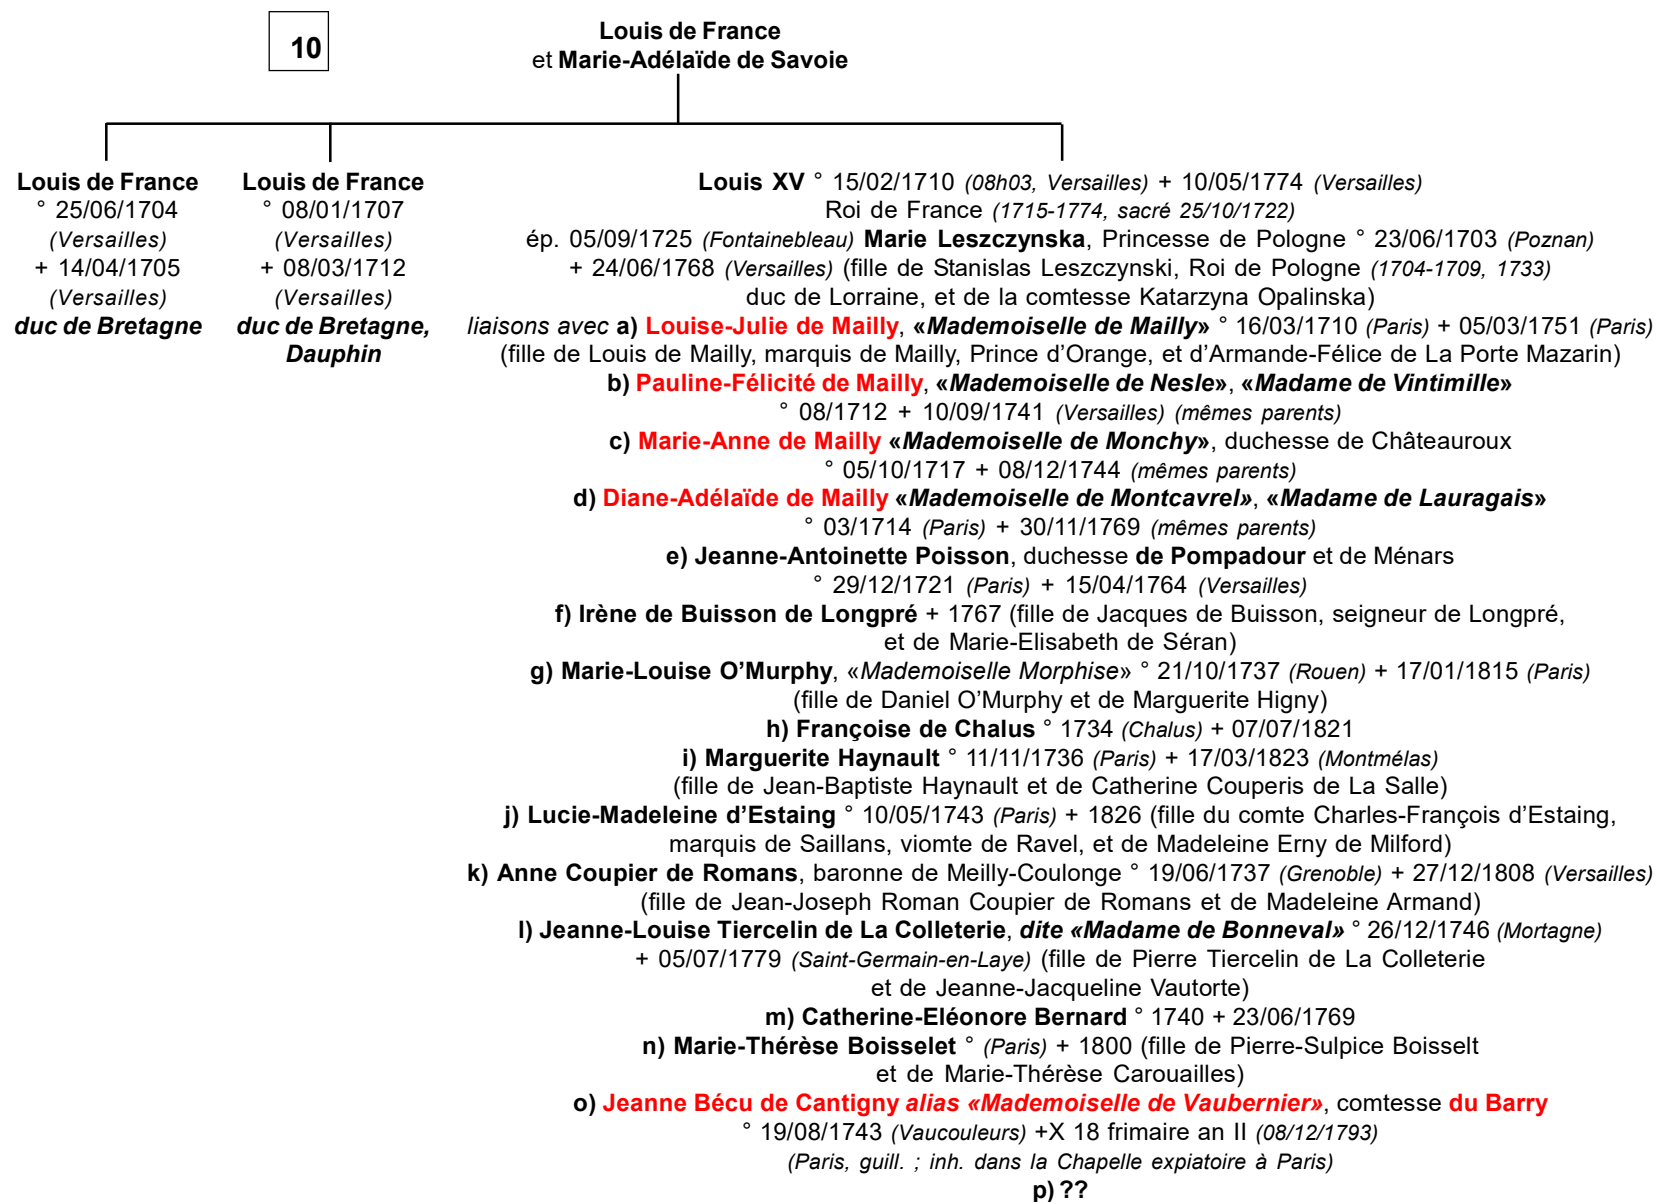 10
Louis de France
et Marie-Adélaïde de Savoie
Louis de France
° 25/06/1704
(Versailles)
+ 14/04/1705
(Versailles)
duc de Bretagne
Louis de France
° 08/01/1707
(Versailles)
+ 08/03/1712
(Versailles)
duc de Bretagne,
Dauphin
Louis XV ° 15/02/1710 (08h03, Versailles) + 10/05/1774 (Versailles)
Roi de France (1715-1774, sacré 25/10/1722)
ép. 05/09/1725 (Fontainebleau) Marie Leszczynska, Princesse de Pologne ° 23/06/1703 (Poznan)
+ 24/06/1768 (Versailles) (fille de Stanislas Leszczynski, Roi de Pologne (1704-1709, 1733)
duc de Lorraine, et de la comtesse Katarzyna Opalinska)
liaisons avec a) Louise-Julie de Mailly, «Mademoiselle de Mailly» ° 16/03/1710 (Paris) + 05/03/1751 (Paris)
(fille de Louis de Mailly, marquis de Mailly, Prince d'Orange, et d'Armande-Félice de La Porte Mazarin)
b) Pauline-Félicité de Mailly, «Mademoiselle de Nesle», «Madame de Vintimille»
° 08/1712 + 10/09/1741 (Versailles) (mêmes parents)
c) Marie-Anne de Mailly «Mademoiselle de Monchy», duchesse de Châteauroux
° 05/10/1717 + 08/12/1744 (mêmes parents)
d) Diane-Adélaïde de Mailly «Mademoiselle de Montcavrel», «Madame de Lauragais»
° 03/1714 (Paris) + 30/11/1769 (mêmes parents)
e) Jeanne-Antoinette Poisson, duchesse de Pompadour et de Ménars
° 29/12/1721 (Paris) + 15/04/1764 (Versailles)
f) Irène de Buisson de Longpré + 1767 (fille de Jacques de Buisson, seigneur de Longpré,
et de Marie-Elisabeth de Séran)
g) Marie-Louise O'Murphy, «Mademoiselle Morphise» ° 21/10/1737 (Rouen) + 17/01/1815 (Paris)
(fille de Daniel O'Murphy et de Marguerite Higny)
h) Françoise de Chalus ° 1734 (Chalus) + 07/07/1821
i) Marguerite Haynault ° 11/11/1736 (Paris) + 17/03/1823 (Montmélas)
(fille de Jean-Baptiste Haynault et de Catherine Couperis de La Salle)
j) Lucie-Madeleine d'Estaing ° 10/05/1743 (Paris) + 1826 (fille du comte Charles-François d'Estaing,
marquis de Saillans, viomte de Ravel, et de Madeleine Erny de Milford)
k) Anne Coupier de Romans, baronne de Meilly-Coulonge ° 19/06/1737 (Grenoble) + 27/12/1808 (Versailles)
(fille de Jean-Joseph Roman Coupier de Romans et de Madeleine Armand)
l) Jeanne-Louise Tiercelin de La Colleterie, dite «Madame de Bonneval» ° 26/12/1746 (Mortagne)
+ 05/07/1779 (Saint-Germain-en-Laye) (fille de Pierre Tiercelin de La Colleterie
et de Jeanne-Jacqueline Vautorte)
m) Catherine-Eléonore Bernard ° 1740 + 23/06/1769
n) Marie-Thérèse Boisselet ° (Paris) + 1800 (fille de Pierre-Sulpice Boisselt
et de Marie-Thérèse Carouailles)
o) Jeanne Bécu de Cantigny alias «Mademoiselle de Vaubernier», comtesse du Barry
° 19/08/1743 (Vaucouleurs) +X 18 frimaire an II (08/12/1793)
(Paris, guill. ; inh. dans la Chapelle expiatoire à Paris)
p) ??